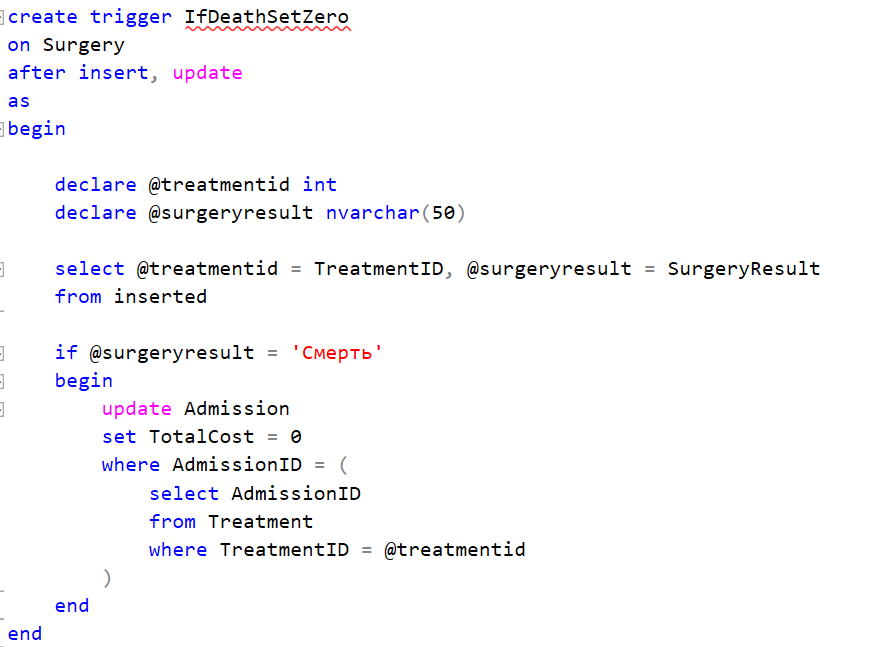 create trigger IfDeathSetZero
on Surgery
after insert, update
as
begin
declare @treatmentid int
declare @surgeryresult nvarchar(50)
select @treatmentid = TreatmentID, @surgeryresult = SurgeryResult
from inserted
if @surgeryresult = 'Смерть'
begin
update Admission
set TotalCost = 0
where AdmissionID = (
select AdmissionID
from Treatment
where TreatmentID = @treatmentid
)
end
end